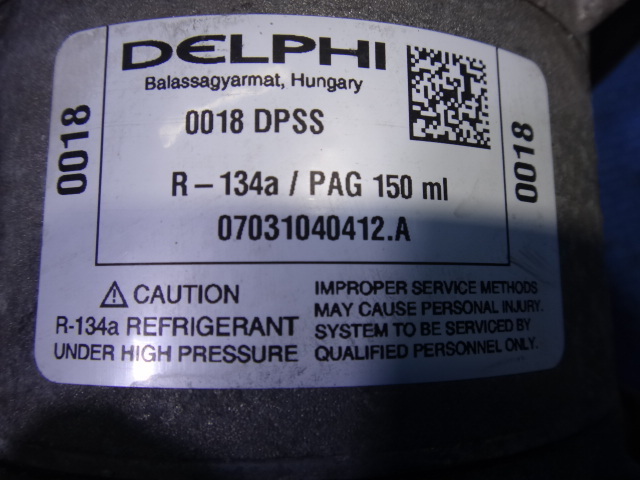 DELPHI
Balassagyarmat, Hungary
0018 DPSS
R-134a / PAG 150 ml
07031040412.A
0018
0018
⚠ CAUTION
R-134a REFRIGERANT
UNDER HIGH PRESSURE
IMPROPER SERVICE METHODS
MAY CAUSE PERSONAL INJURY.
SYSTEM TO BE SERVICED BY
QUALIFIED PERSONNEL ONLY.